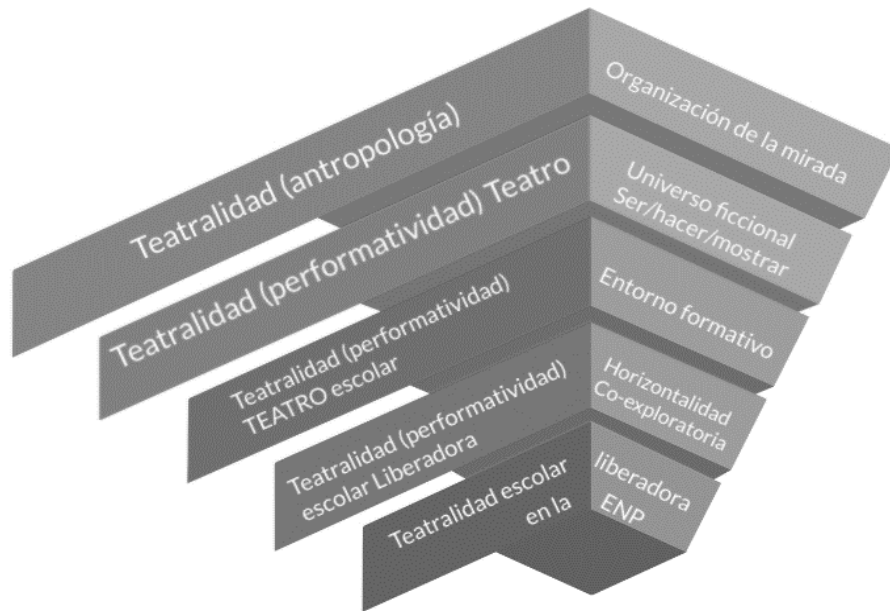 Teatralidad (antropología)
Organización de la mirada
Teatralidad (performatividad) Teatro
Universo ficcional
Ser/hacer/mostrar
Teatralidad (performatividad)
TEATRO escolar
Entorno formativo
Teatralidad (performatividad)
escolar Liberadora
Horizontalidad
Co-exploratoria
Teatralidad escolar
en la
liberadora
ENP